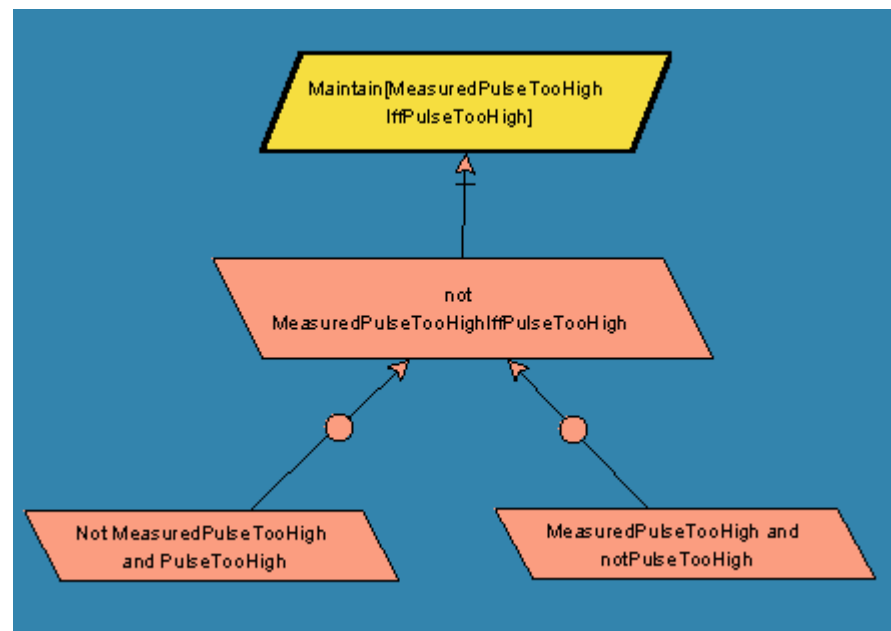 Maintain[MeasuredPulseTooHigh
IffPulseTooHigh]
not
MeasuredPulseTooHighIffPulseTooHigh
Not MeasuredPulseTooHigh
and PulseTooHigh
MeasuredPulseTooHigh and
notPulseTooHigh